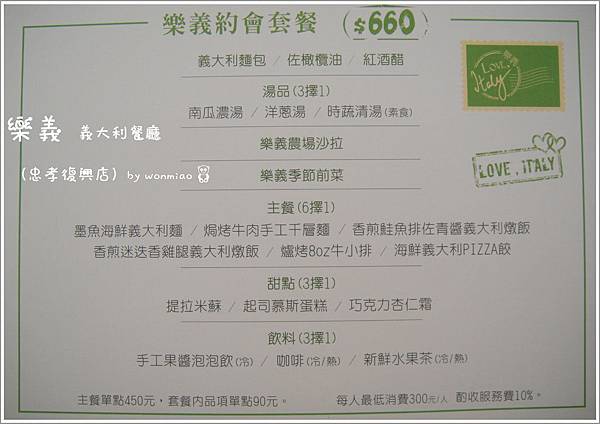 樂義約會套餐 $660
義大利麵包 / 佐橄欖油 / 紅酒醋
湯品(3擇1)
南瓜濃湯 / 洋蔥湯 / 時蔬清湯(素食)
樂義農場沙拉
樂義季節前菜
主餐(6擇1)
墨魚海鮮義大利麵 / 焗烤牛肉手工千層麵 / 香煎鮭魚排佐青醬義大利燉飯
香煎迷迭香雞腿義大利燉飯 / 爐烤8oz牛小排 / 海鮮義大利PIZZA餃
甜點(3擇1)
提拉米蘇 / 起司慕斯蛋糕 / 巧克力杏仁霜
飲料(3擇1)
手工果醬泡泡飲(冷) / 咖啡(冷/熱) / 新鮮水果茶(冷/熱)
主餐單點450元，套餐內品項單點90元。
每人最低消費300元/人 酌收服務費10%。
Love, Italy
LOVE, iTALY
樂義 義大利餐廳
(忠孝復興店) by wonmiao